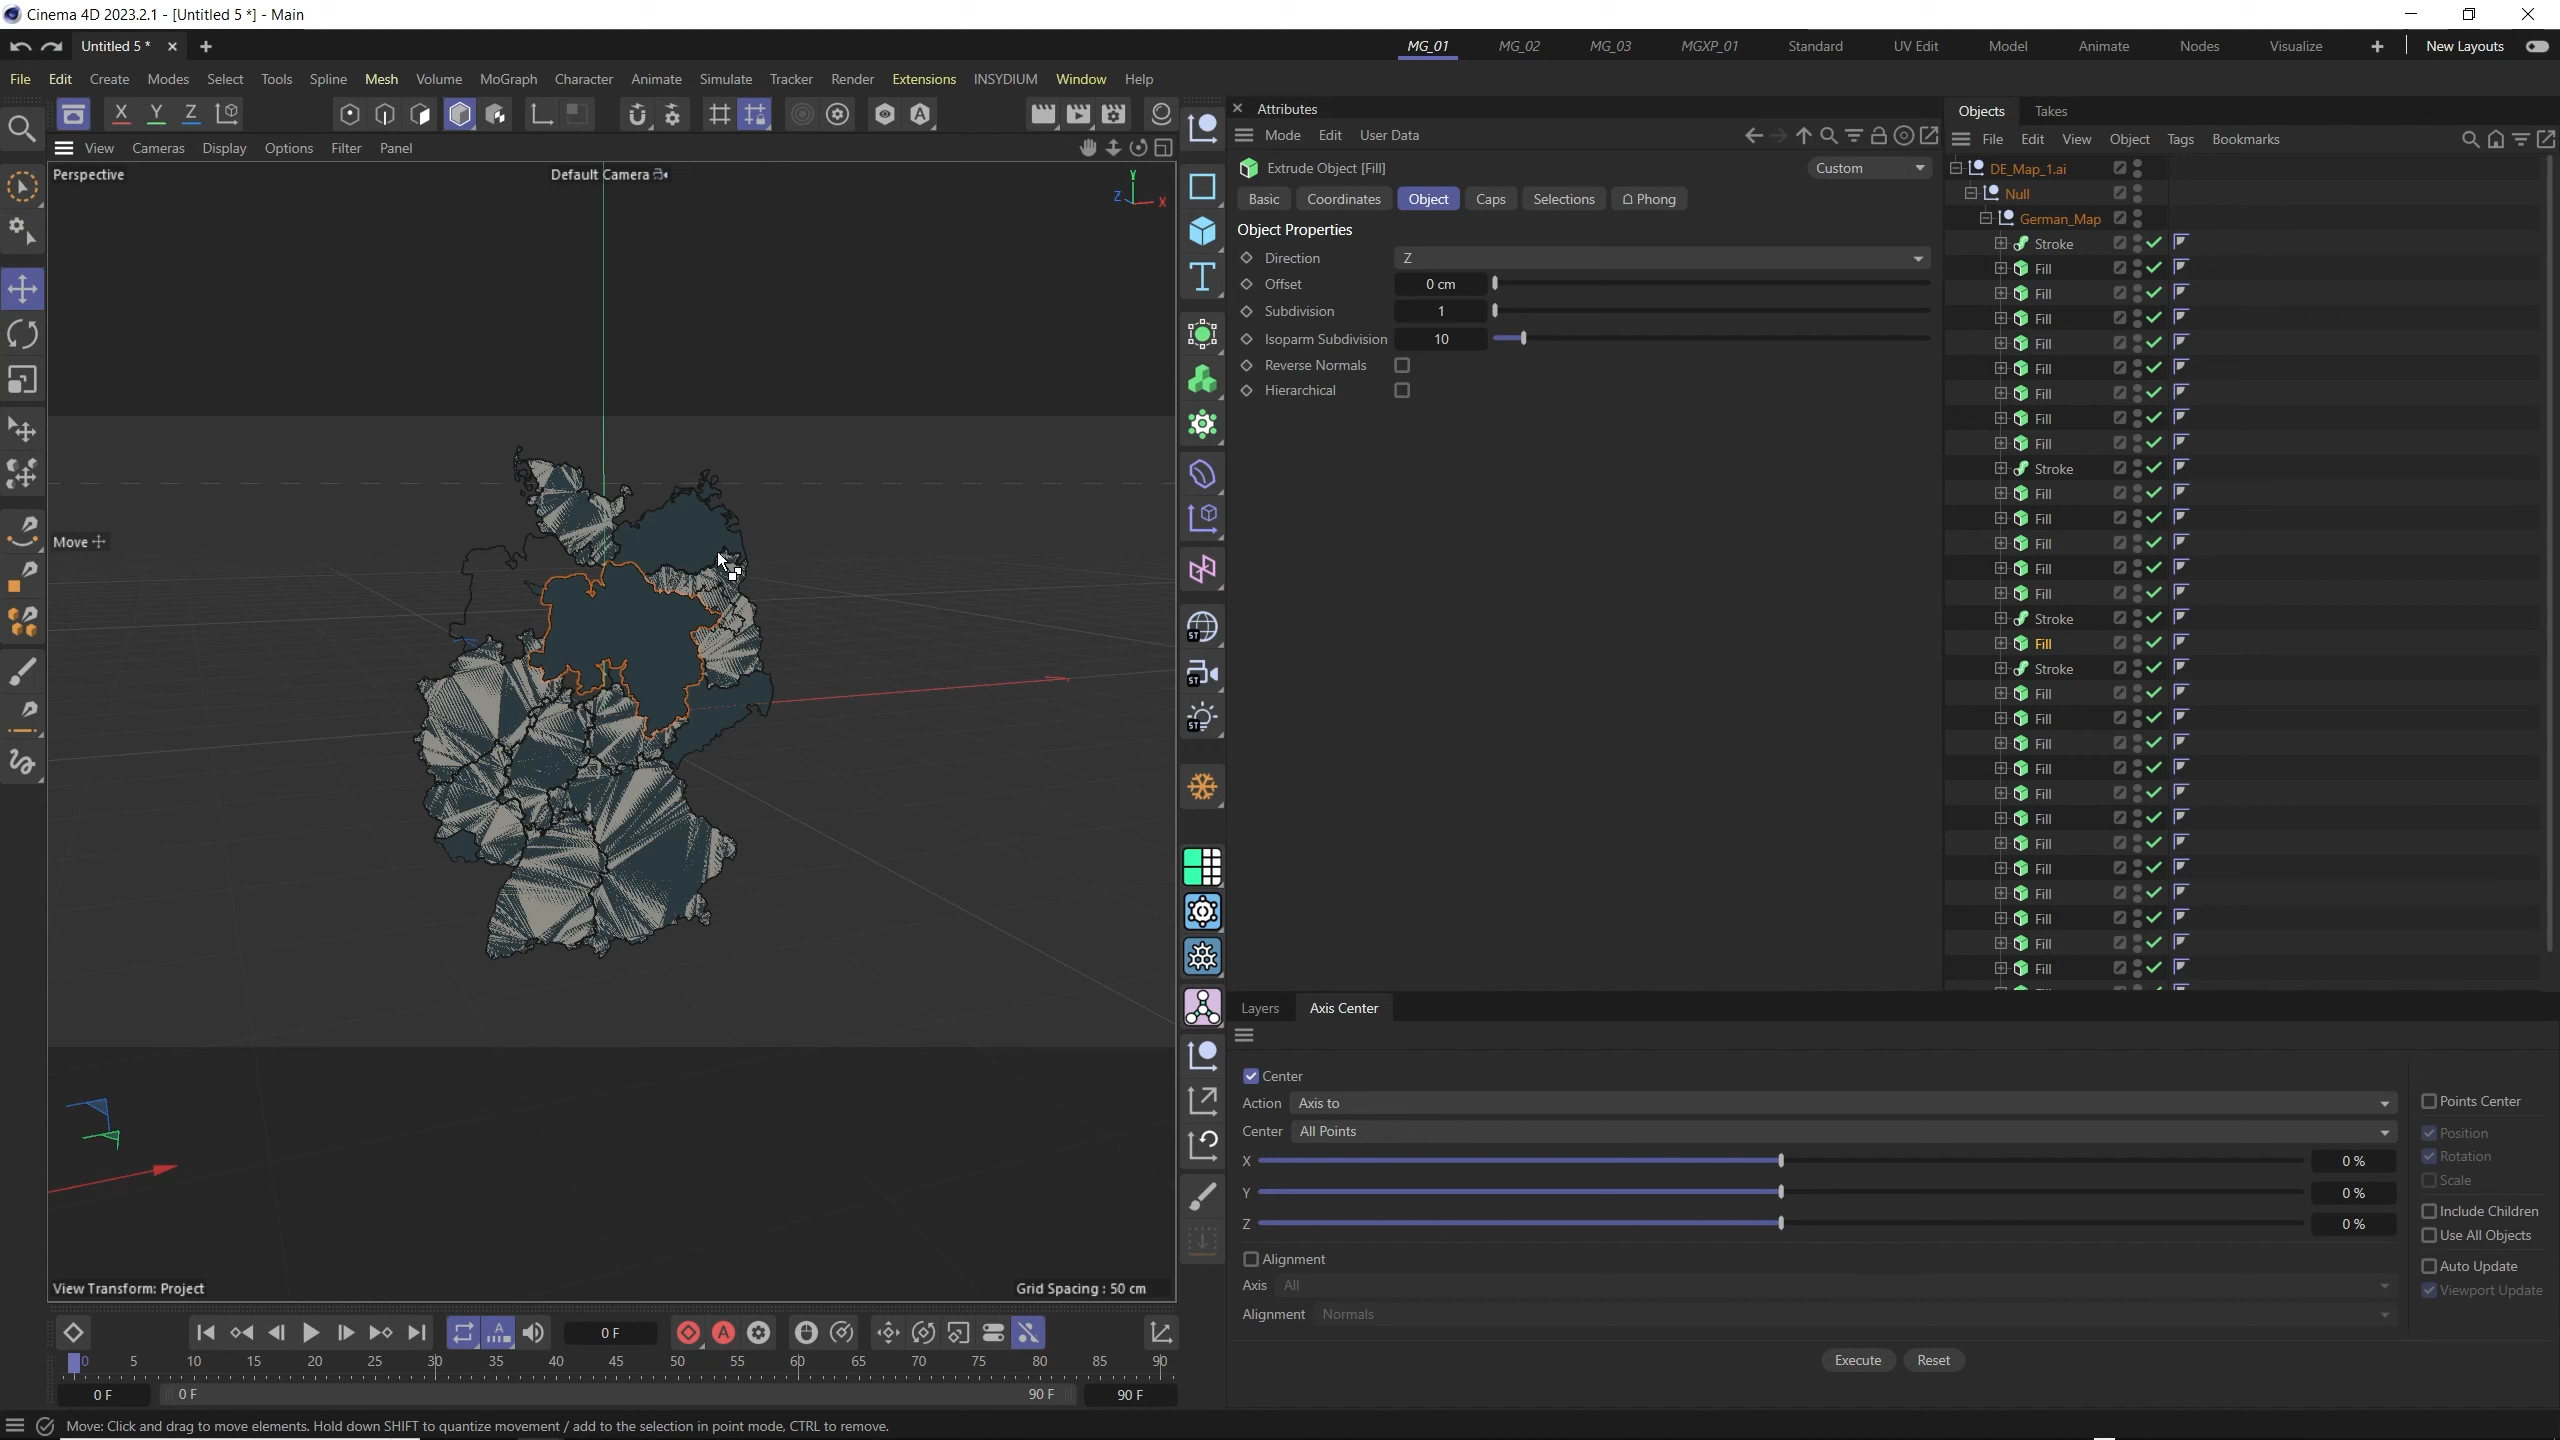 Cinema 4D 2023.2.1 - [Untitled 5 *] - Main
Untitled 5 *
MG_01 MG_02 MG_03 MGXP_01 Standard UV Edit Model Animate Nodes Visualize New Layouts
File Edit Create Modes Select Tools Spline Mesh Volume MoGraph Character Animate Simulate Tracker Render Extensions INSYDIUM Window Help
X Y Z
View Cameras Display Options Filter Panel
Perspective
Default Camera
Y
Z
X
Move
View Transform: Project
Grid Spacing : 50 cm
T
ST
ST
ST
Attributes
Mode Edit User Data
Extrude Object [Fill]
Custom
Basic Coordinates Object Caps Selections Phong
Object Properties
Direction Z
Offset 0 cm
Subdivision 1
Isoparm Subdivision 10
Reverse Normals
Hierarchical
Objects Takes
File Edit View Object Tags Bookmarks
DE_Map_1.ai
Null
German_Map
Stroke
Fill
Fill
Fill
Fill
Fill
Fill
Fill
Fill
Stroke
Fill
Fill
Fill
Fill
Fill
Stroke
Fill
Stroke
Fill
Fill
Fill
Fill
Fill
Fill
Fill
Fill
Fill
Fill
Fill
Fill
Layers Axis Center
Center
Action Axis to
Center All Points
X 0 %
Y 0 %
Z 0 %
Alignment
Axis All
Alignment Normals
Points Center
Position
Rotation
Scale
Include Children
Use All Objects
Auto Update
Viewport Update
Execute Reset
0 F
0 5 10 15 20 25 30 35 40 45 50 55 60 65 70 75 80 85 90
0 F 0 F 90 F 90 F
Move: Click and drag to move elements. Hold down SHIFT to quantize movement / add to the selection in point mode, CTRL to remove.